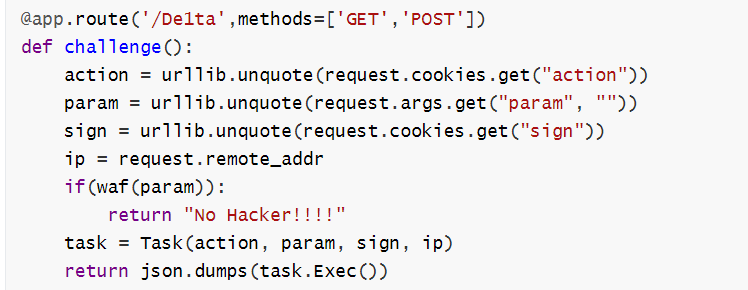 @app.route('/De1ta',methods=['GET','POST'])
def challenge():
    action = urllib.unquote(request.cookies.get("action"))
    param = urllib.unquote(request.args.get("param", ""))
    sign = urllib.unquote(request.cookies.get("sign"))
    ip = request.remote_addr
    if(waf(param)):
        return "No Hacker!!!!"
    task = Task(action, param, sign, ip)
    return json.dumps(task.Exec())